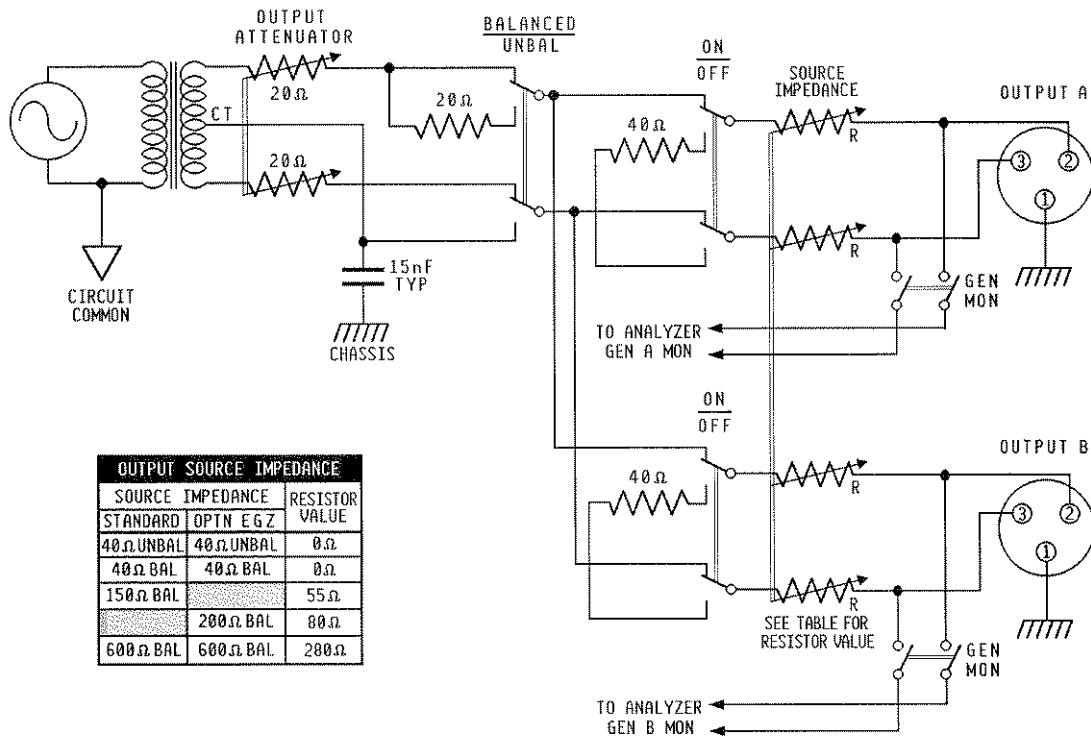 OUTPUT
ATTENUATOR
20Ω
20Ω
CT
20Ω
BALANCED
UNBAL
ON
OFF
40Ω
SOURCE
IMPEDANCE
R
R
OUTPUT A
3
2
1
CIRCUIT
COMMON
15nF
TYP
CHASSIS
GEN
MON
TO ANALYZER
GEN A MON
ON
OFF
40Ω
R
R
SEE TABLE FOR
RESISTOR VALUE
OUTPUT B
3
2
1
GEN
MON
TO ANALYZER
GEN B MON
OUTPUT SOURCE IMPEDANCE
SOURCE IMPEDANCE RESISTOR VALUE
STANDARD OPTN EGZ
40Ω UNBAL 40Ω UNBAL 0Ω
40Ω BAL 40Ω BAL 0Ω
150Ω BAL 55Ω
200Ω BAL 80Ω
600Ω BAL 600Ω BAL 280Ω